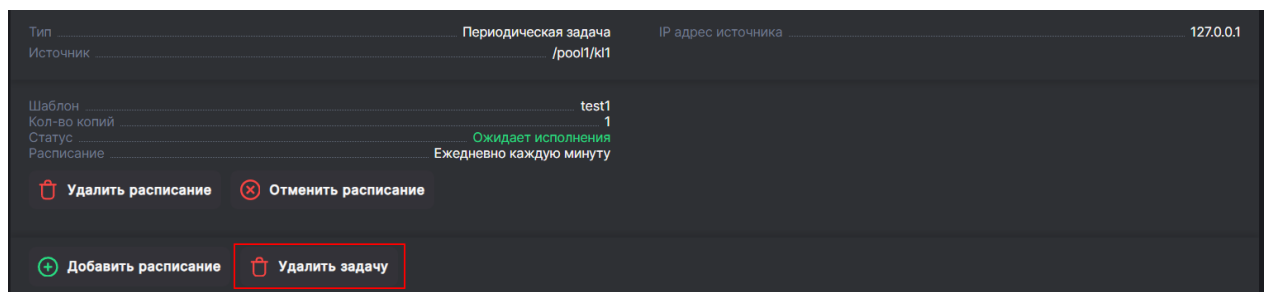 Тип Периодическая задача IP адрес источника 127.0.0.1
Источник /pool1/kl1
Шаблон test1
Кол-во копий 1
Статус Ожидает исполнения
Расписание Ежедневно каждую минуту
Удалить расписание Отменить расписание
Добавить расписание Удалить задачу